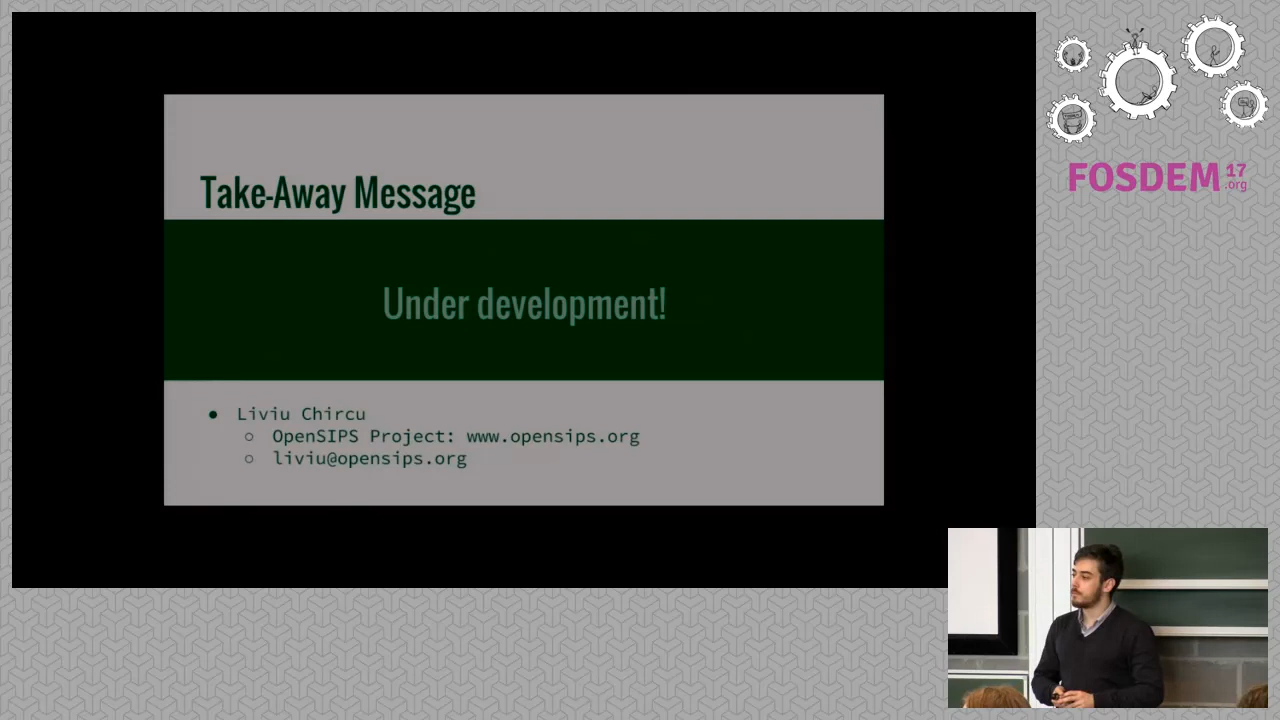 Take-Away Message
Under development!
● Liviu Chircu
○ OpenSIPS Project: www.opensips.org
○ liviu@opensips.org
FOSDEM 17
.org